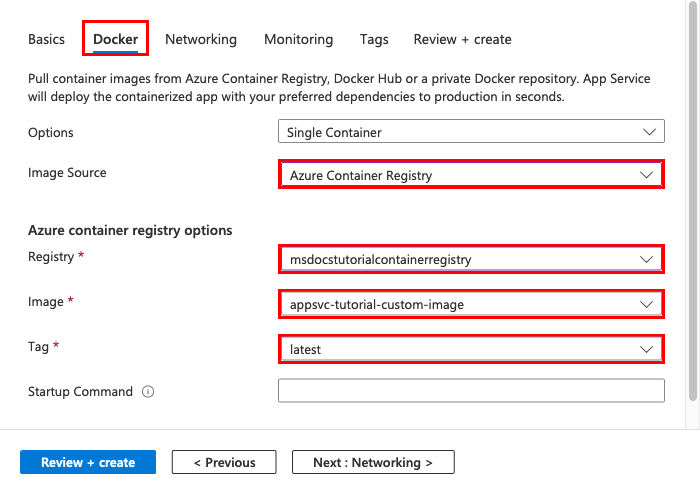 Basics Docker Networking Monitoring Tags Review + create
Pull container images from Azure Container Registry, Docker Hub or a private Docker repository. App Service
will deploy the containerized app with your preferred dependencies to production in seconds.
Options Single Container
Image Source Azure Container Registry
Azure container registry options
Registry * msdocstutorialcontainerregistry
Image * appsvc-tutorial-custom-image
Tag * latest
Startup Command
Review + create < Previous Next : Networking >